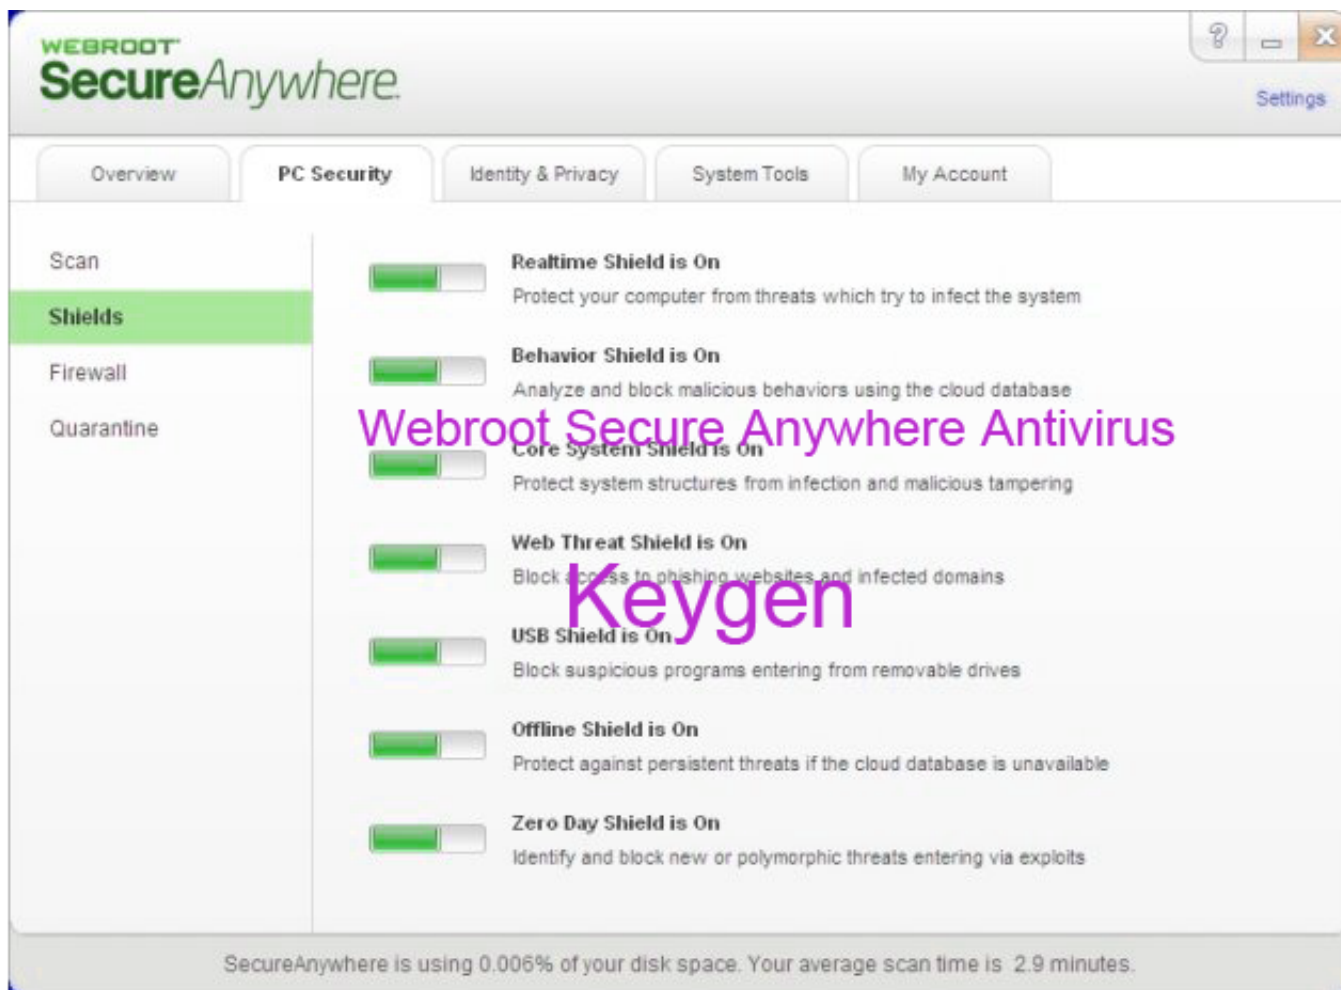 WEBROOT
SecureAnywhere.
Settings
Overview
PC Security
Identity & Privacy
System Tools
My Account
Scan
Shields
Firewall
Quarantine
Realtime Shield is On
Protect your computer from threats which try to infect the system
Behavior Shield is On
Analyze and block malicious behaviors using the cloud database
Webroot Secure Anywhere Antivirus
Core System Shield is On
Protect system structures from infection and malicious tampering
Web Threat Shield is On
Block access to phishing websites and infected domains
Keygen
USB Shield is On
Block suspicious programs entering from removable drives
Offline Shield is On
Protect against persistent threats if the cloud database is unavailable
Zero Day Shield is On
Identify and block new or polymorphic threats entering via exploits
SecureAnywhere is using 0.006% of your disk space. Your average scan time is 2.9 minutes.